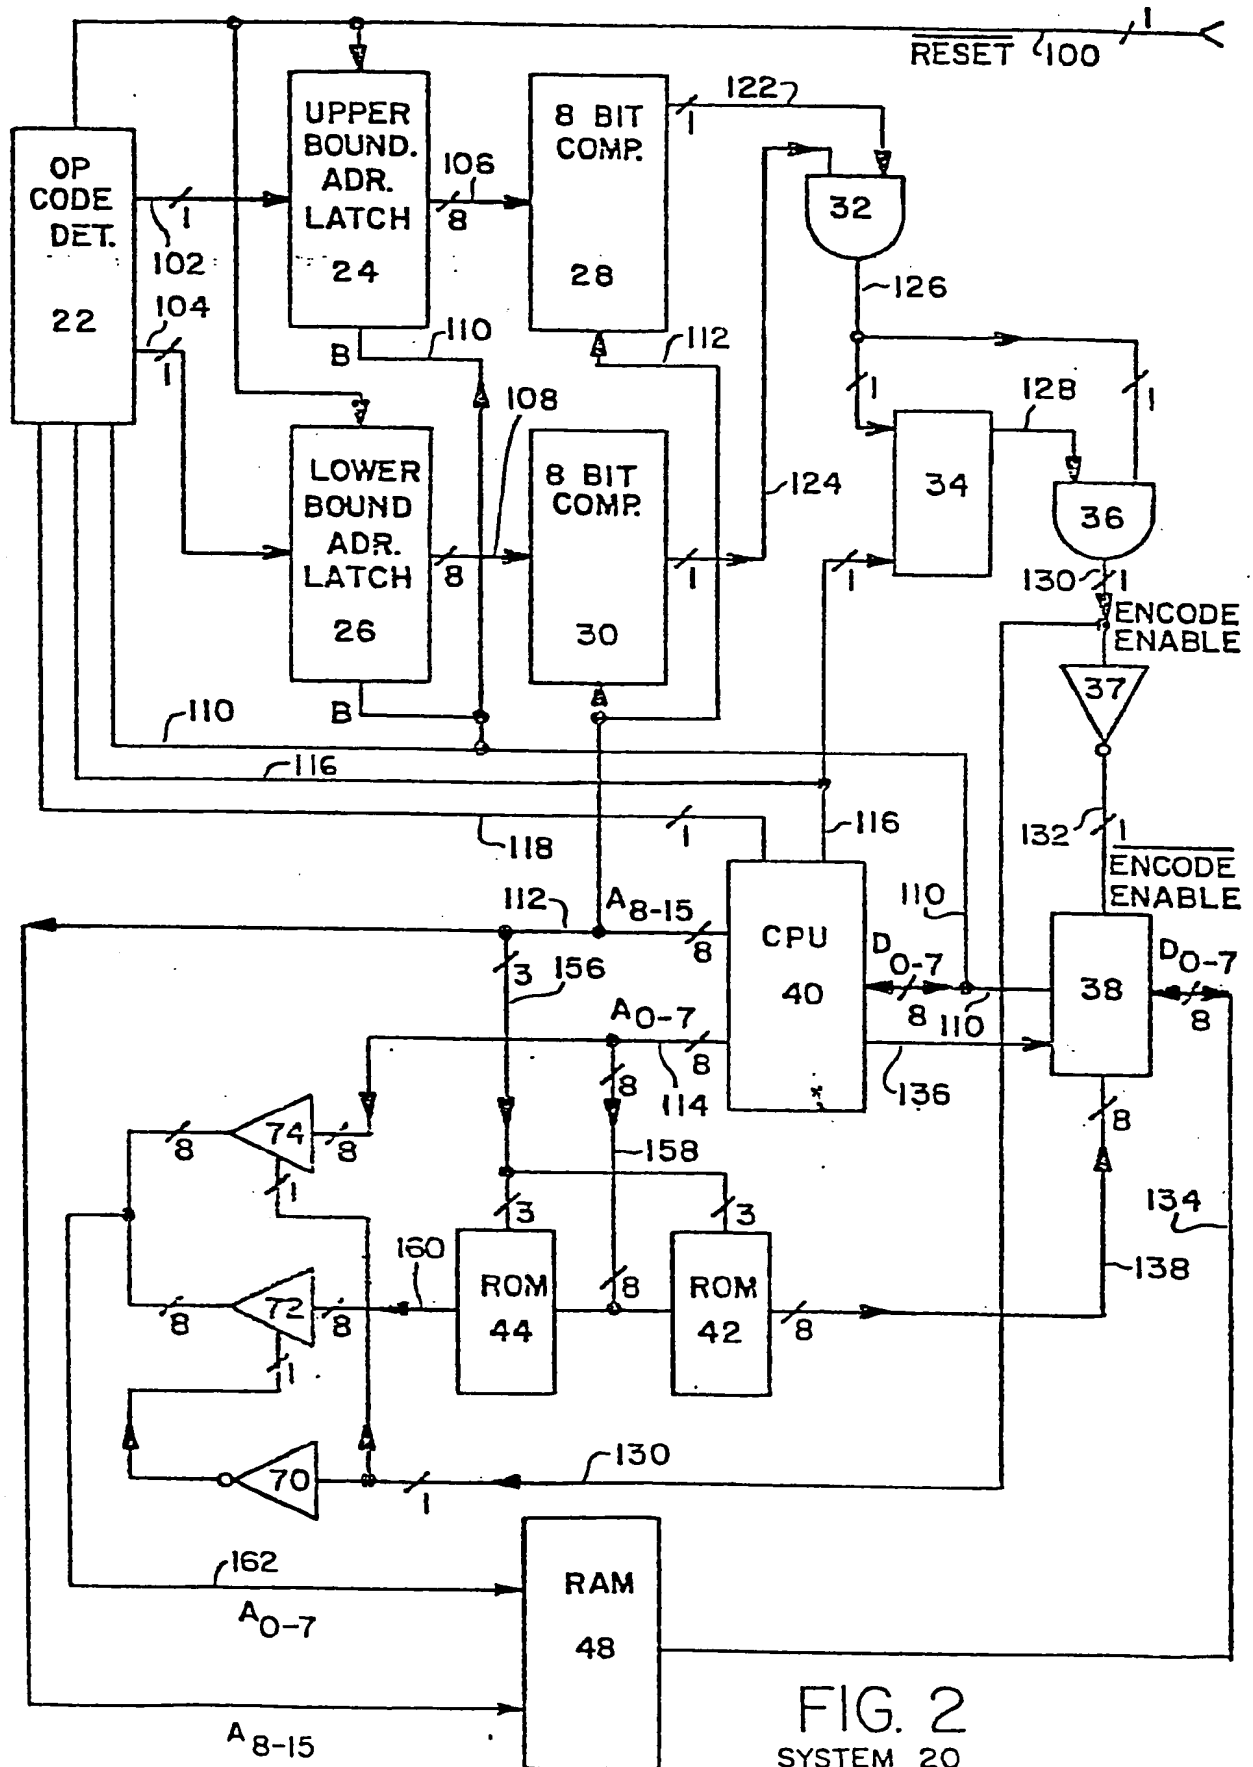 1
RESET 100
UPPER
BOUND.
ADR.
LATCH
24
8 BIT
COMP.
28
122
1
OP
CODE
DET.
22
102
1
104
1
106
8
32
126
B
110
112
1
1
128
108
LOWER
BOUND
ADR.
LATCH
26
8 BIT
COMP.
30
8
1
124
34
1
36
130
1
ENCODE
ENABLE
37
B
110
116
118
1
116
132
1
ENCODE
ENABLE
112
A8-15
8
CPU
40
110
D0-7
8
110
38
D0-7
8
3
156
A0-7
8
114
8
136
8
74
8
8
1
158
3
3
134
160
ROM
44
8
ROM
42
8
138
72
8
8
1
70
1
130
162
A0-7
RAM
48
A8-15
FIG. 2
SYSTEM 20